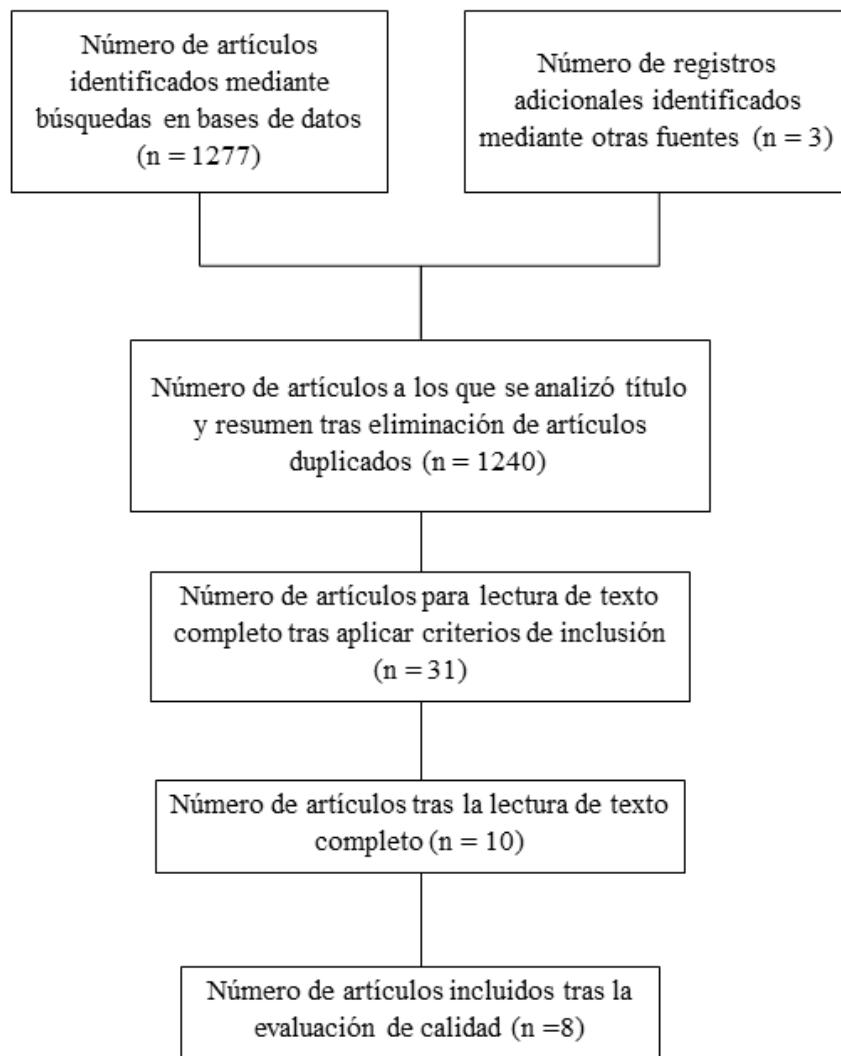 Número de artículos
identificados mediante
búsquedas en bases de datos
(n = 1277)
Número de registros
adicionales identificados
mediante otras fuentes (n = 3)
Número de artículos a los que se analizó título
y resumen tras eliminación de artículos
duplicados (n = 1240)
Número de artículos para lectura de texto
completo tras aplicar criterios de inclusión
(n = 31)
Número de artículos tras la lectura de texto
completo (n = 10)
Número de artículos incluidos tras la
evaluación de calidad (n =8)